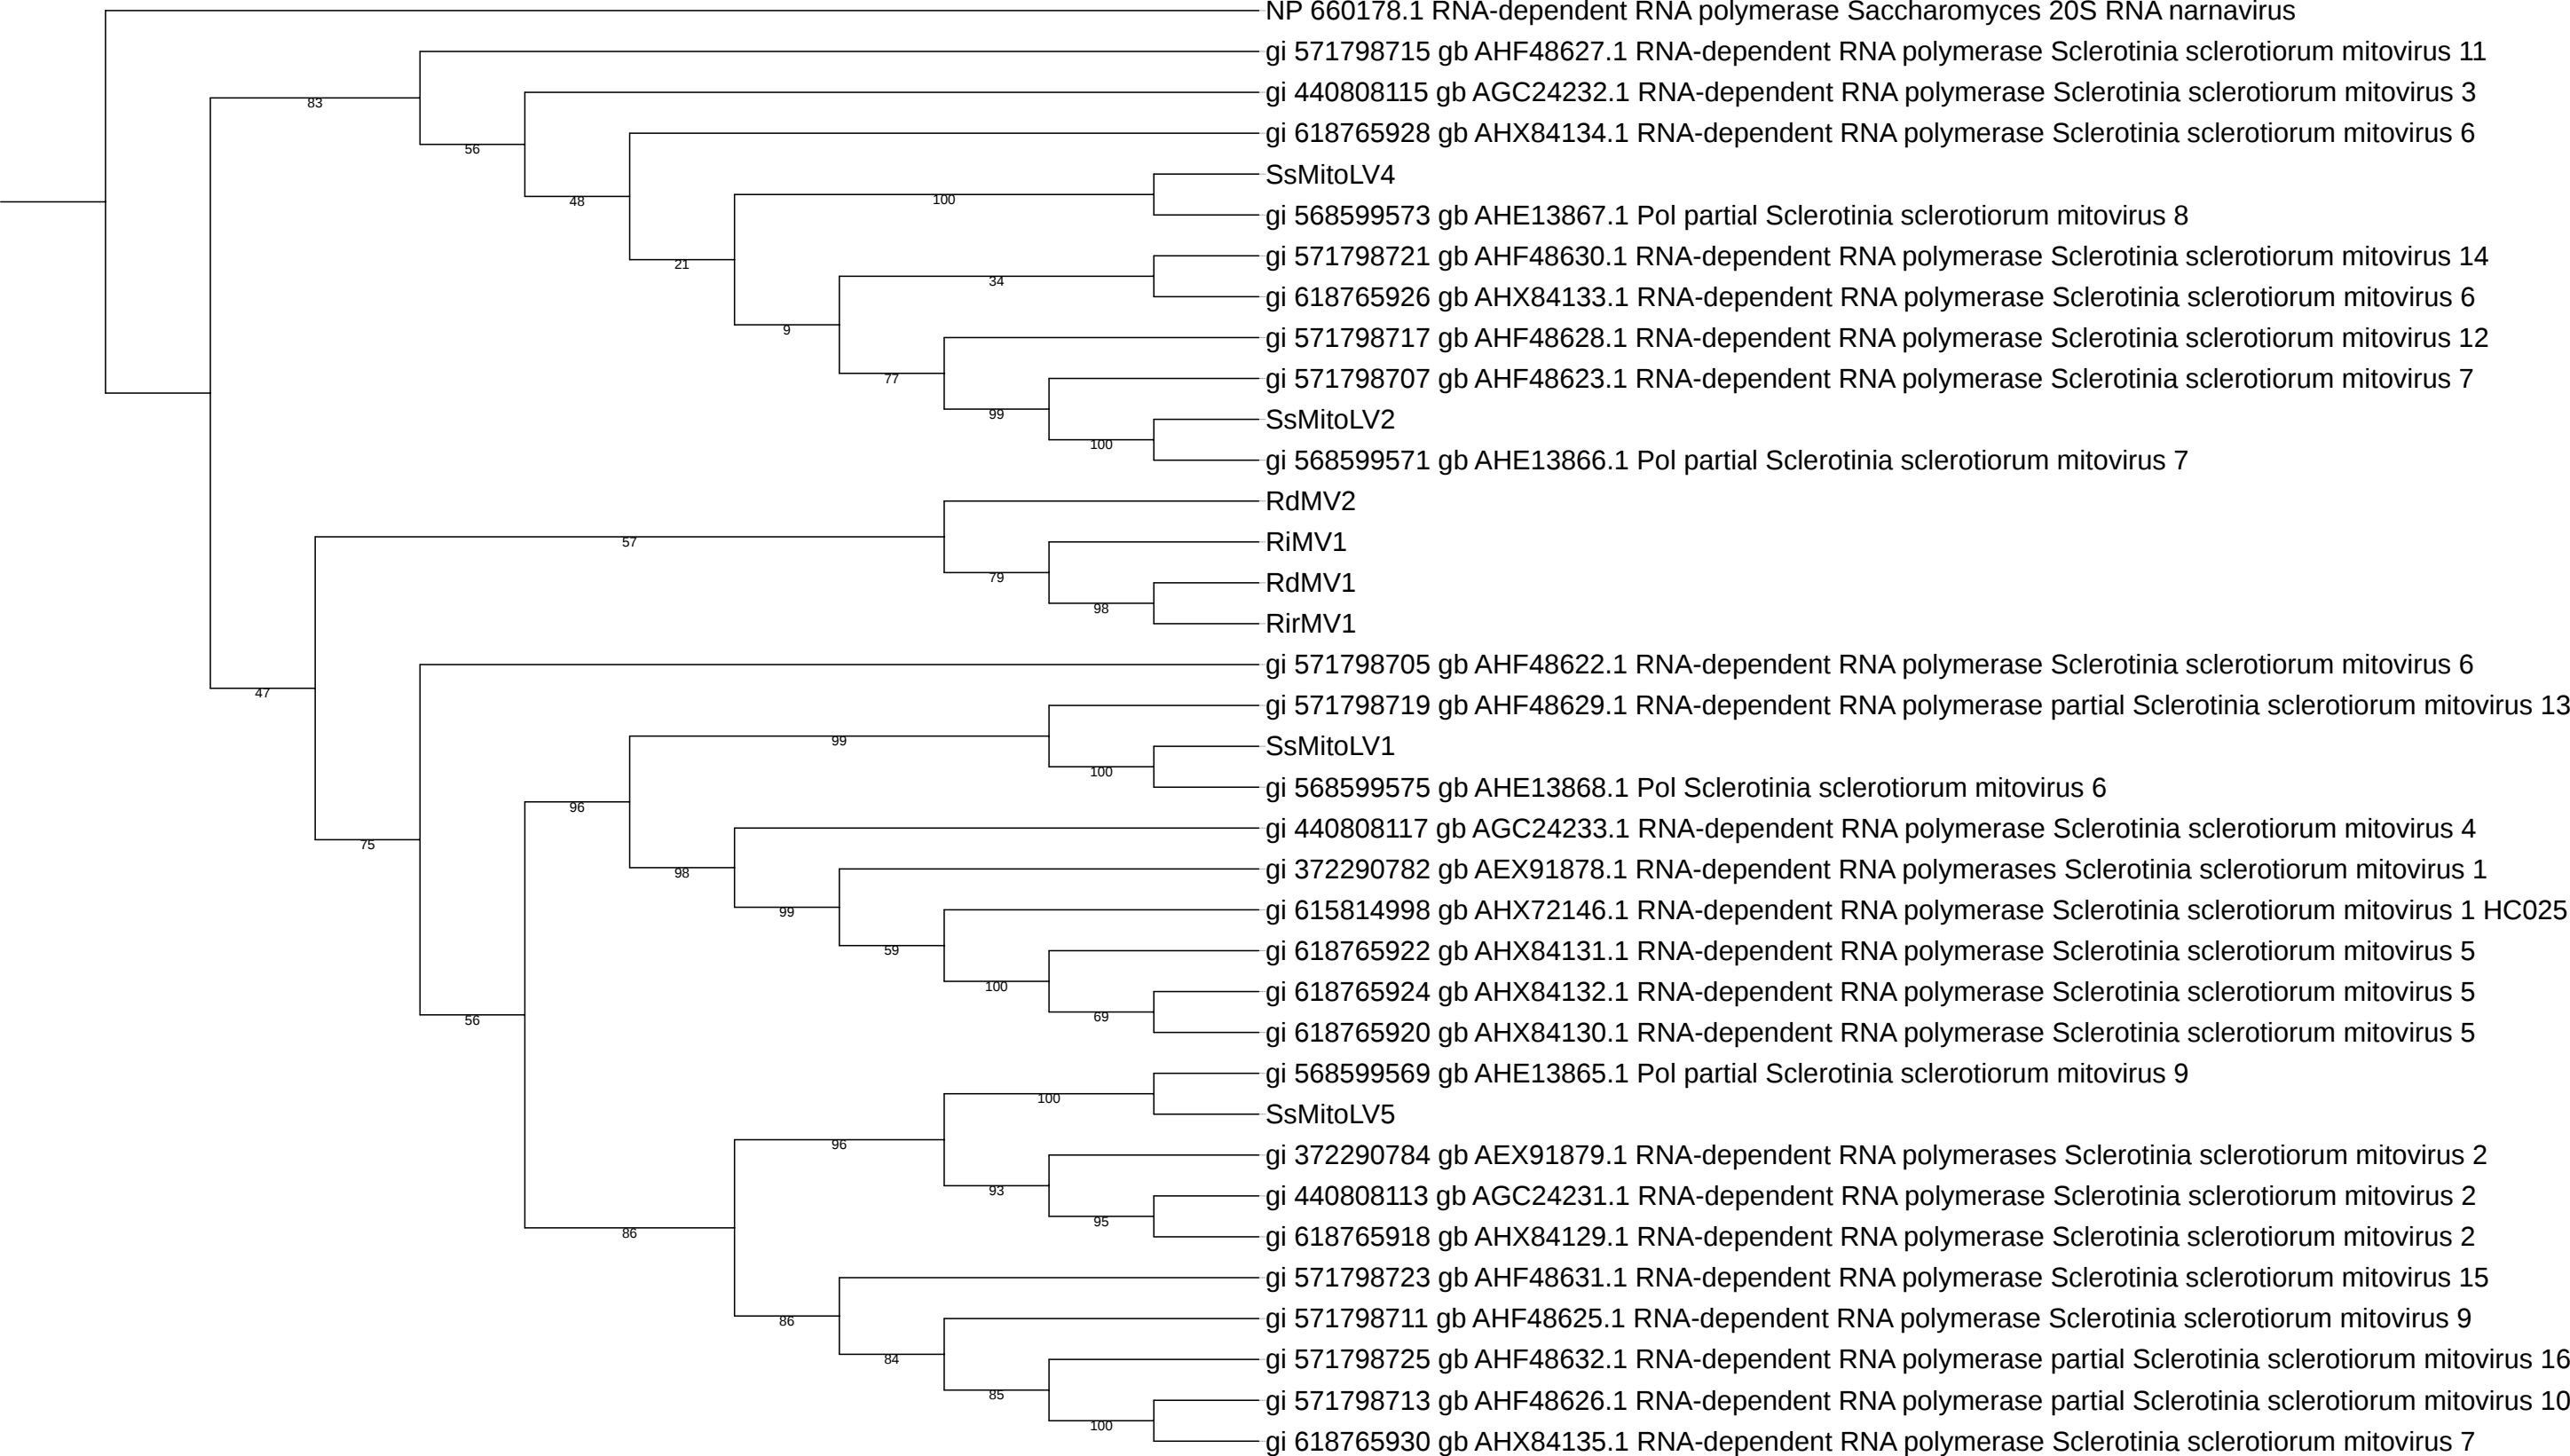 NP 660178.1 RNA-dependent RNA polymerase Saccharomyces 20S RNA narnavirus
gi 571798715 gb AHF48627.1 RNA-dependent RNA polymerase Sclerotinia sclerotiorum mitovirus 11
gi 440808115 gb AGC24232.1 RNA-dependent RNA polymerase Sclerotinia sclerotiorum mitovirus 3
83
gi 618765928 gb AHX84134.1 RNA-dependent RNA polymerase Sclerotinia sclerotiorum mitovirus 6
56
SsMitoLV4
48
100
gi 568599573 gb AHE13867.1 Pol partial Sclerotinia sclerotiorum mitovirus 8
gi 571798721 gb AHF48630.1 RNA-dependent RNA polymerase Sclerotinia sclerotiorum mitovirus 14
21
34
gi 618765926 gb AHX84133.1 RNA-dependent RNA polymerase Sclerotinia sclerotiorum mitovirus 6
9
gi 571798717 gb AHF48628.1 RNA-dependent RNA polymerase Sclerotinia sclerotiorum mitovirus 12
77
gi 571798707 gb AHF48623.1 RNA-dependent RNA polymerase Sclerotinia sclerotiorum mitovirus 7
99
SsMitoLV2
100
gi 568599571 gb AHE13866.1 Pol partial Sclerotinia sclerotiorum mitovirus 7
RdMV2
57
RiMV1
79
RdMV1
98
RirMV1
gi 571798705 gb AHF48622.1 RNA-dependent RNA polymerase Sclerotinia sclerotiorum mitovirus 6
47
gi 571798719 gb AHF48629.1 RNA-dependent RNA polymerase partial Sclerotinia sclerotiorum mitovirus 13
99
SsMitoLV1
100
gi 568599575 gb AHE13868.1 Pol Sclerotinia sclerotiorum mitovirus 6
96
gi 440808117 gb AGC24233.1 RNA-dependent RNA polymerase Sclerotinia sclerotiorum mitovirus 4
75
98
gi 372290782 gb AEX91878.1 RNA-dependent RNA polymerases Sclerotinia sclerotiorum mitovirus 1
99
gi 615814998 gb AHX72146.1 RNA-dependent RNA polymerase Sclerotinia sclerotiorum mitovirus 1 HC025
59
gi 618765922 gb AHX84131.1 RNA-dependent RNA polymerase Sclerotinia sclerotiorum mitovirus 5
100
gi 618765924 gb AHX84132.1 RNA-dependent RNA polymerase Sclerotinia sclerotiorum mitovirus 5
56
69
gi 618765920 gb AHX84130.1 RNA-dependent RNA polymerase Sclerotinia sclerotiorum mitovirus 5
gi 568599569 gb AHE13865.1 Pol partial Sclerotinia sclerotiorum mitovirus 9
100
SsMitoLV5
96
gi 372290784 gb AEX91879.1 RNA-dependent RNA polymerases Sclerotinia sclerotiorum mitovirus 2
93
gi 440808113 gb AGC24231.1 RNA-dependent RNA polymerase Sclerotinia sclerotiorum mitovirus 2
95
86
gi 618765918 gb AHX84129.1 RNA-dependent RNA polymerase Sclerotinia sclerotiorum mitovirus 2
gi 571798723 gb AHF48631.1 RNA-dependent RNA polymerase Sclerotinia sclerotiorum mitovirus 15
86
gi 571798711 gb AHF48625.1 RNA-dependent RNA polymerase Sclerotinia sclerotiorum mitovirus 9
84
gi 571798725 gb AHF48632.1 RNA-dependent RNA polymerase partial Sclerotinia sclerotiorum mitovirus 16
85
gi 571798713 gb AHF48626.1 RNA-dependent RNA polymerase partial Sclerotinia sclerotiorum mitovirus 10
100
gi 618765930 gb AHX84135.1 RNA-dependent RNA polymerase Sclerotinia sclerotiorum mitovirus 7